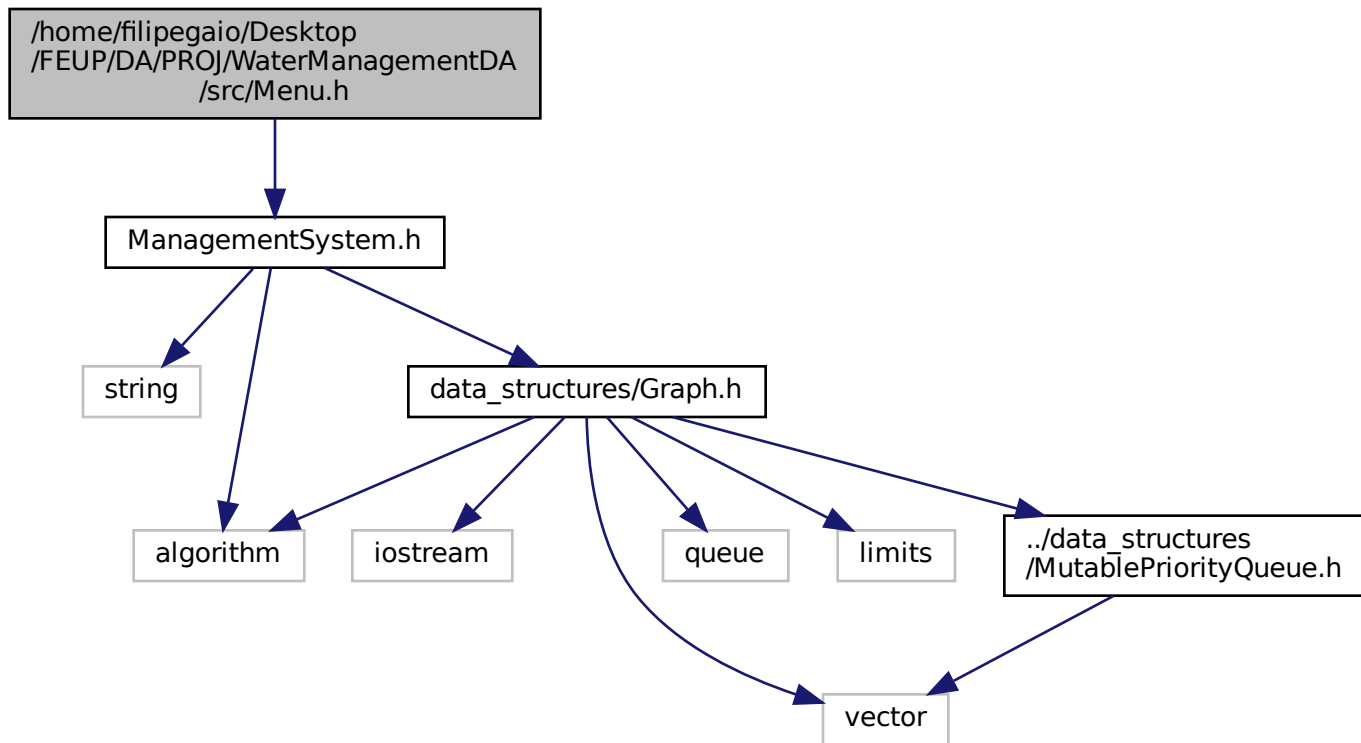 /home/filipegaio/Desktop
/FEUP/DA/PROJ/WaterManagementDA
/src/Menu.h
ManagementSystem.h
string
data_structures/Graph.h
algorithm
iostream
queue
limits
../data_structures
/MutablePriorityQueue.h
vector